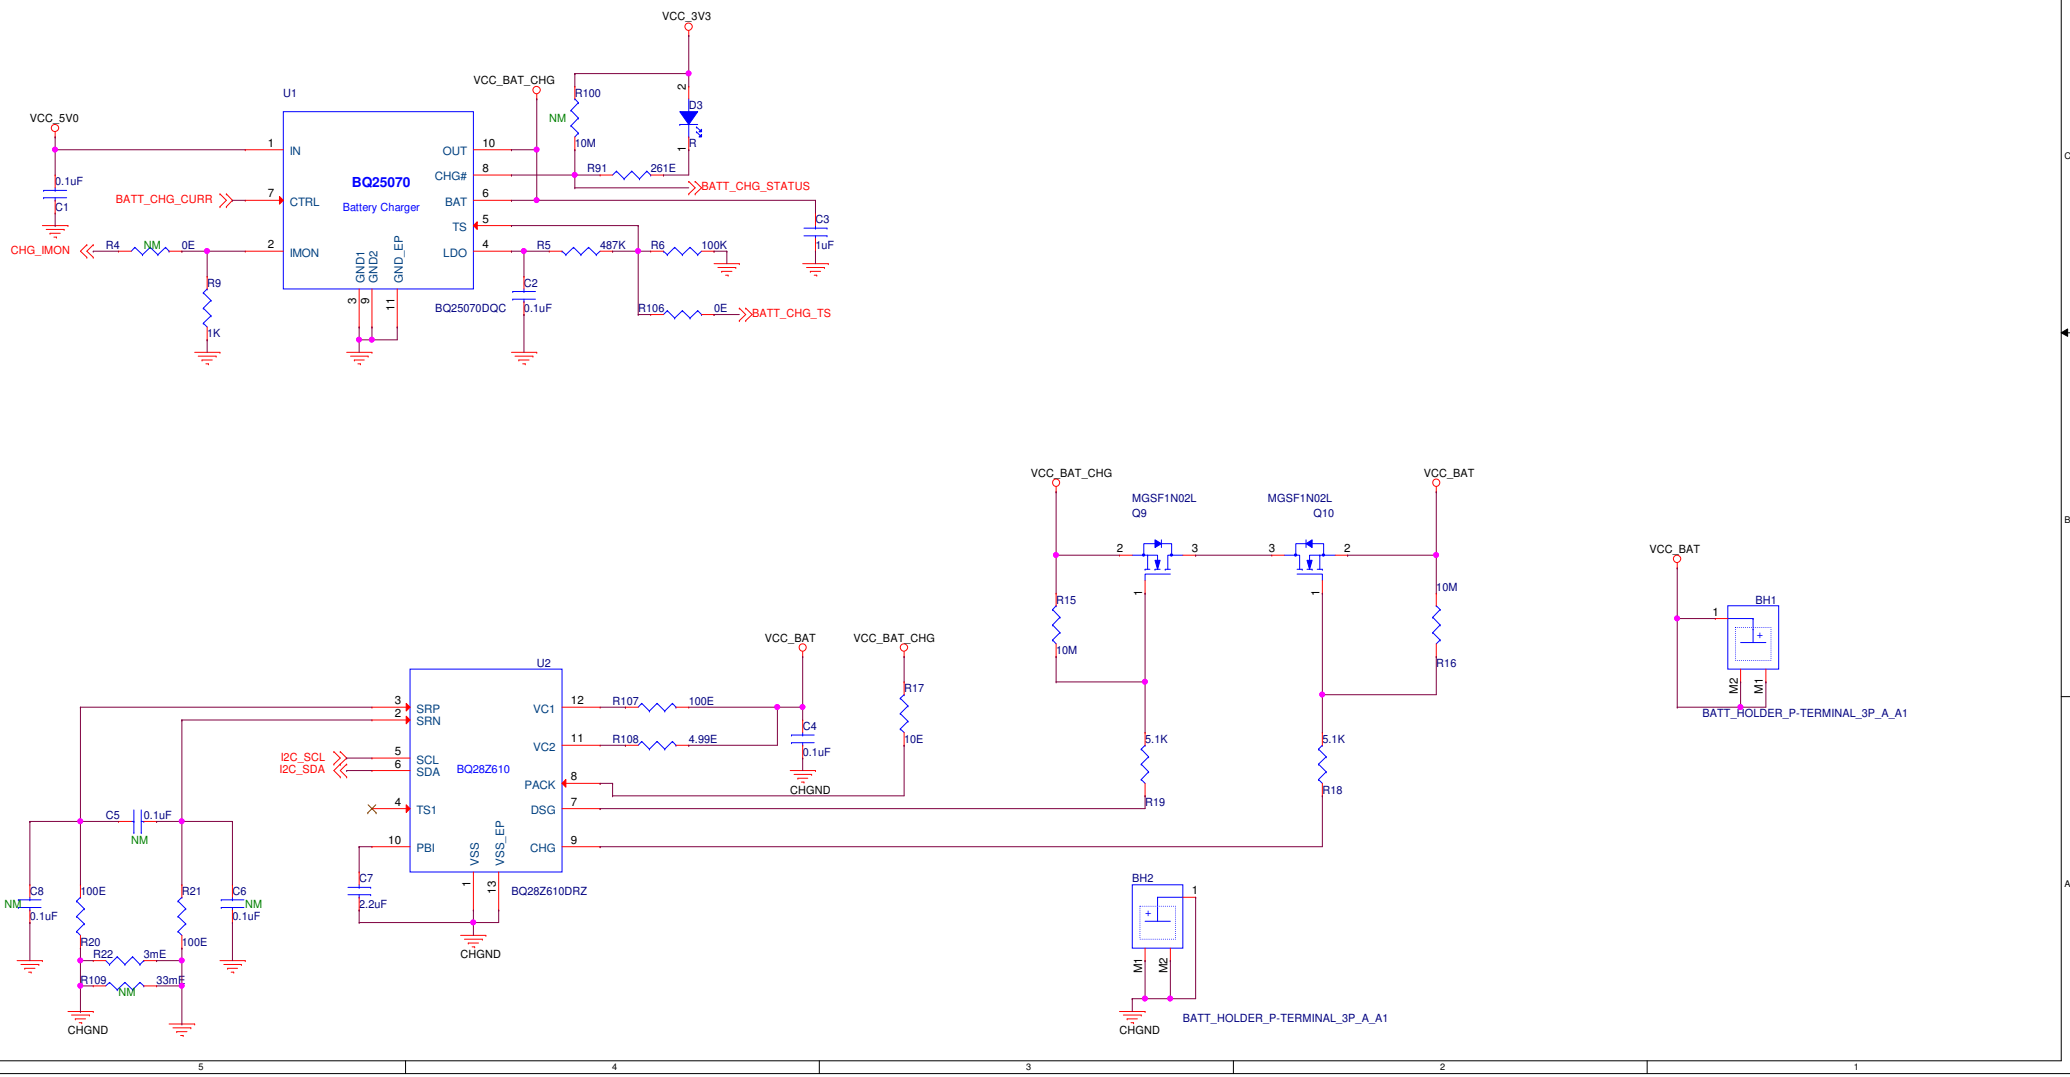 VCC_3V3
VCC_BAT_CHG
U1
R100
D3
2
VCC_5V0
NM
1
IN
OUT
10
10M
1
R
0.1uF
BQ25070
CHG#
8
R91
261E
BATT_CHG_STATUS
BATT_CHG_CURR
7
CTRL
Battery Charger
BAT
6
C1
TS
5
C3
CHG_IMON
R4
NM
0E
2
IMON
GND1
GND2
GND_EP
LDO
4
R5
487K
R6
100K
1uF
R9
3
9
11
C2
BQ25070DQC
0.1uF
R106
0E
BATT_CHG_TS
1K
C
VCC_BAT_CHG
VCC_BAT
MGSF1N02L
MGSF1N02L
Q9
Q10
B
2
3
3
2
VCC_BAT
1
1
10M
R15
10M
R16
1
BH1
+
M2
M1
BATT_HOLDER_P-TERMINAL_3P_A_A1
VCC_BAT
VCC_BAT_CHG
U2
R17
3
SRP
VC1
12
R107
100E
2
SRN
C4
I2C_SCL
5
SCL
VC2
11
R108
4.99E
10E
5.1K
5.1K
I2C_SDA
6
SDA
BQ28Z610
0.1uF
PACK
8
CHGND
R18
4
TS1
DSG
7
R19
C5
0.1uF
NM
10
PBI
VSS
VSS_EP
CHG
9
C7
1
13
BQ28Z610DRZ
2.2uF
CHGND
C8
NM
0.1uF
100E
R21
C6
NM
0.1uF
R20
100E
R22
3mE
R109
33mE
NM
CHGND
BH2
1
+
M1
M2
A
BATT_HOLDER_P-TERMINAL_3P_A_A1
CHGND
5
4
3
2
1